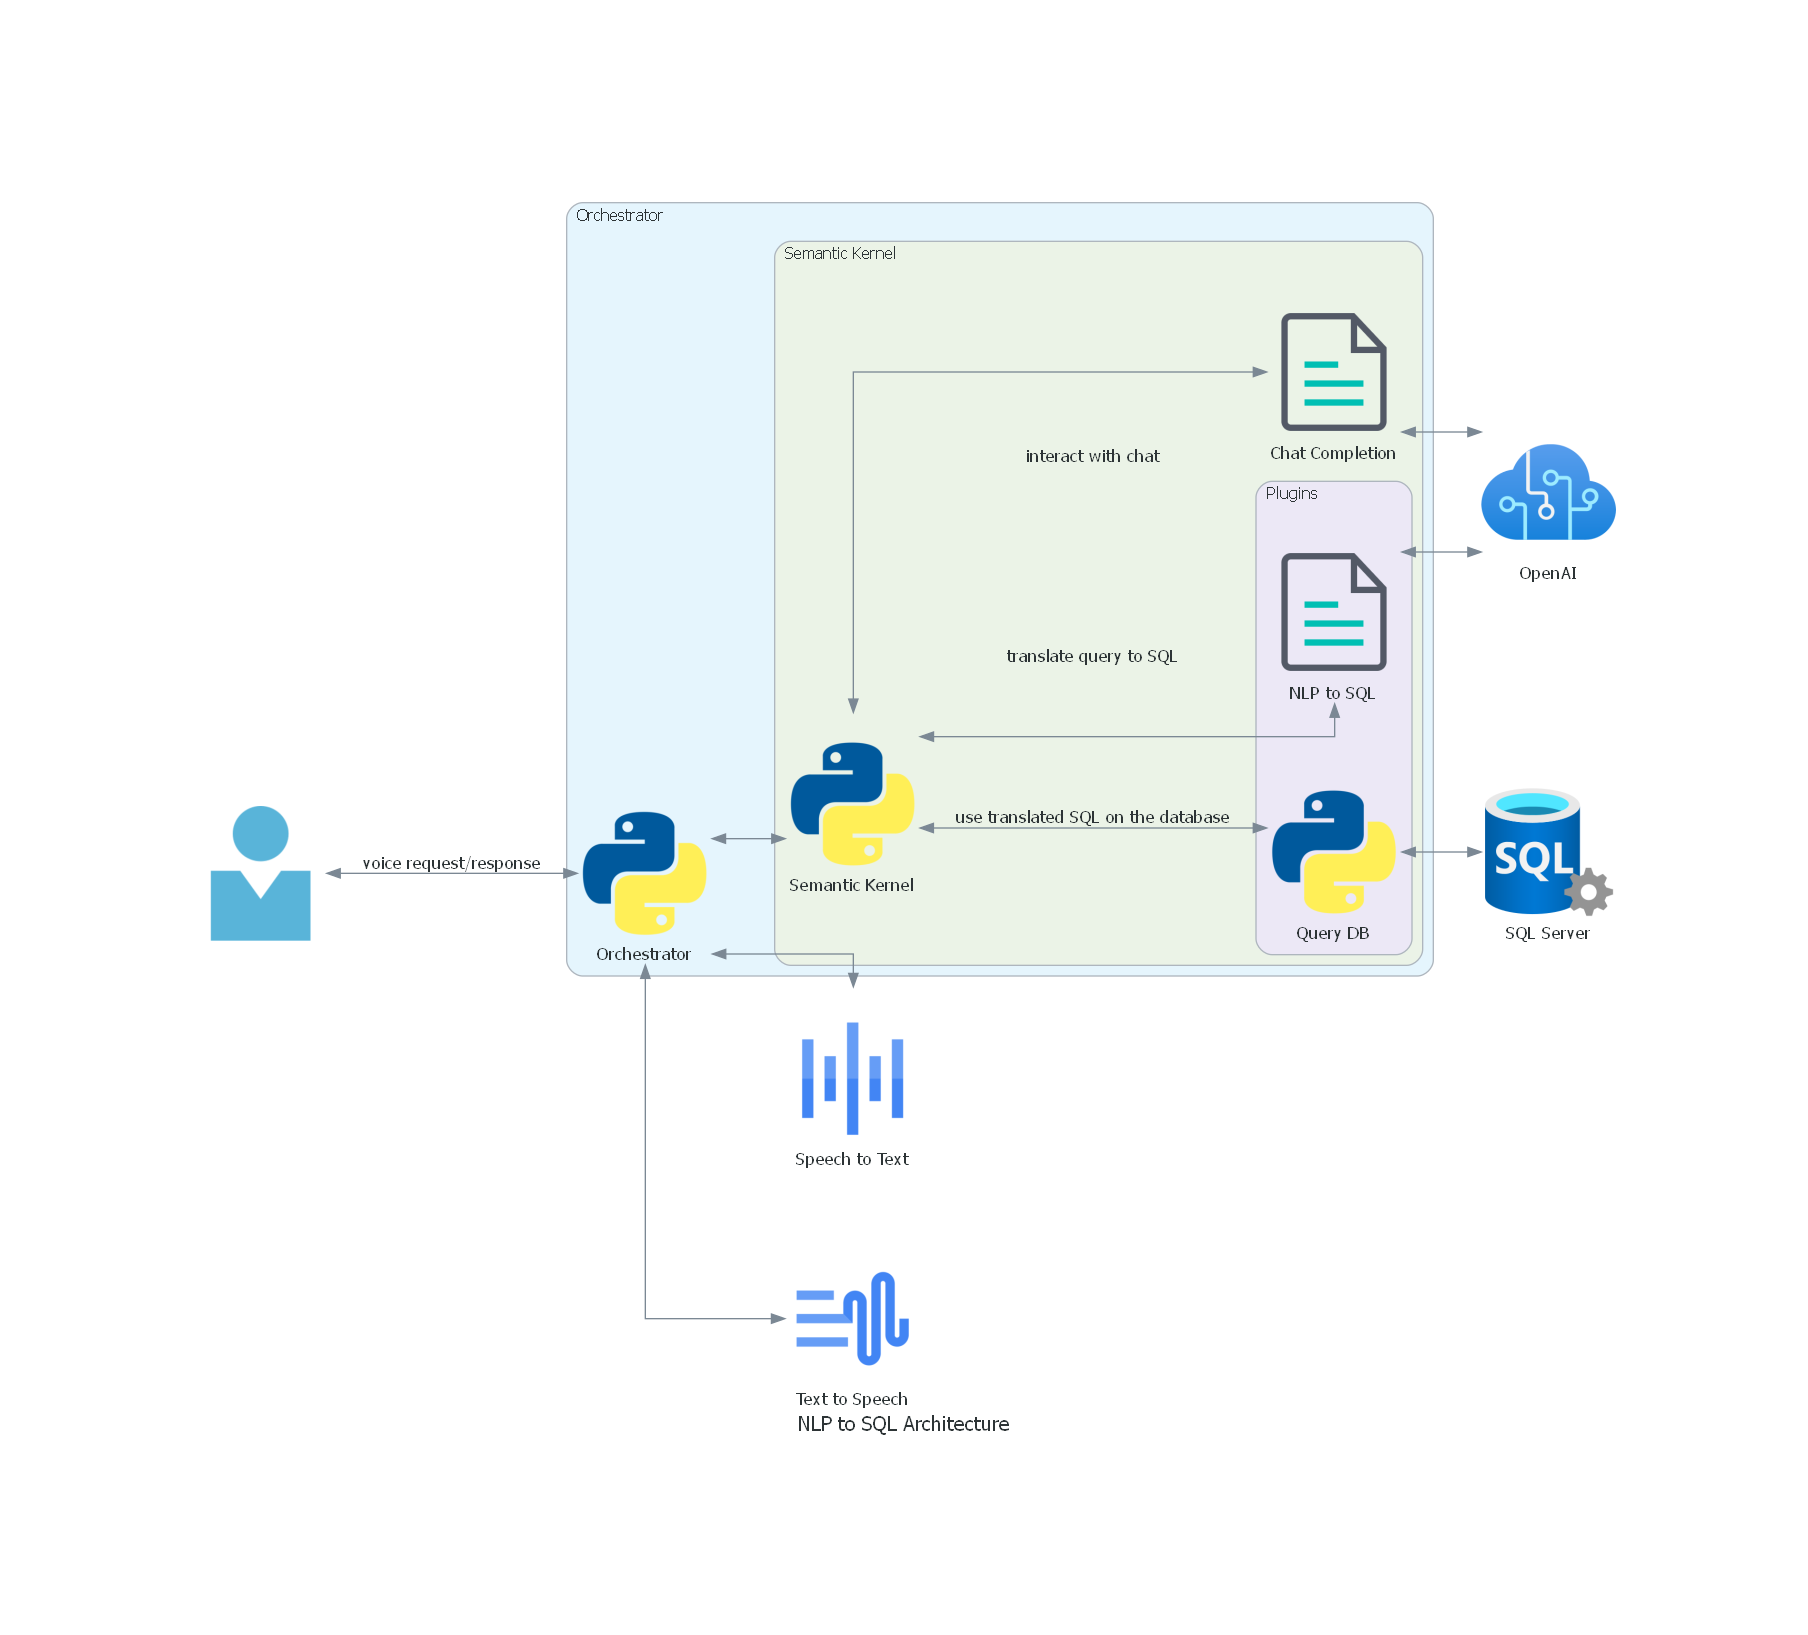 Orchestrator
Semantic Kernel
Chat Completion
interact with chat
Plugins
OpenAI
translate query to SQL
NLP to SQL
use translated SQL on the database
SQL
voice request/response
Semantic Kernel
Query DB
SQL Server
Orchestrator
Speech to Text
Text to Speech
NLP to SQL Architecture